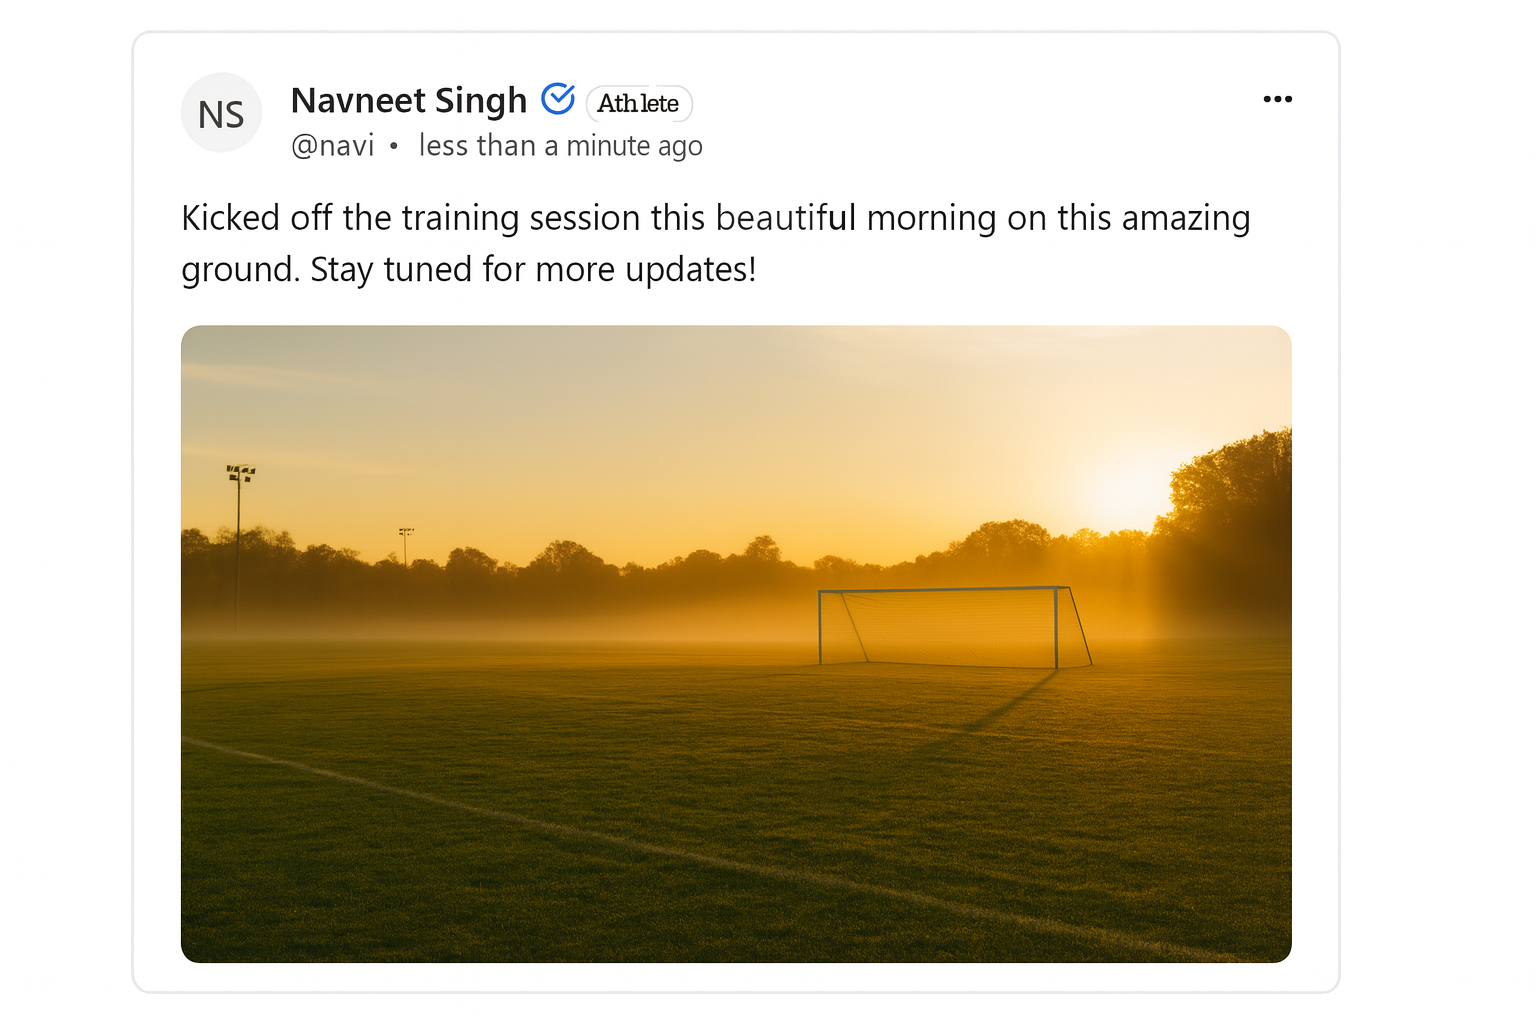 NS
Navneet Singh Athlete
@navi • less than a minute ago
Kicked off the training session this beautiful morning on this amazing
ground. Stay tuned for more updates!